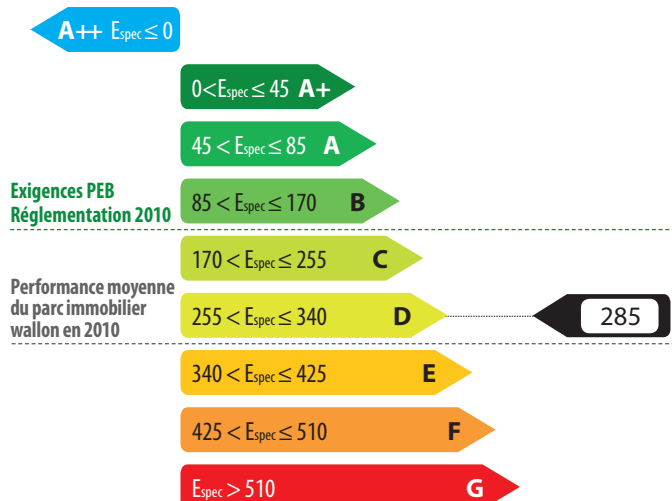 A++ Espec ≤ 0
0<Espec ≤ 45 A+
45 < Espec ≤ 85 A
Exigences PEB
Réglementation 2010
85 < Espec ≤ 170 B
170 < Espec ≤ 255 C
Performance moyenne
du parc immobilier
wallon en 2010
255 < Espec ≤ 340 D
285
340 < Espec ≤ 425 E
425 < Espec ≤ 510 F
Espec > 510 G